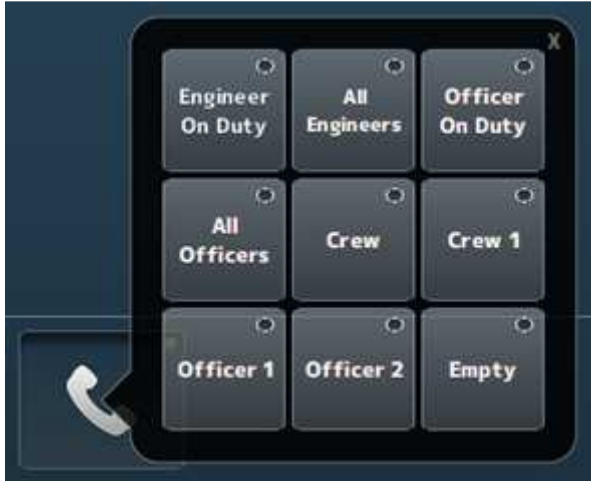 X
Engineer
On Duty
All
Engineers
Officer
On Duty
All
Officers
Crew
Crew 1
Officer 1
Officer 2
Empty